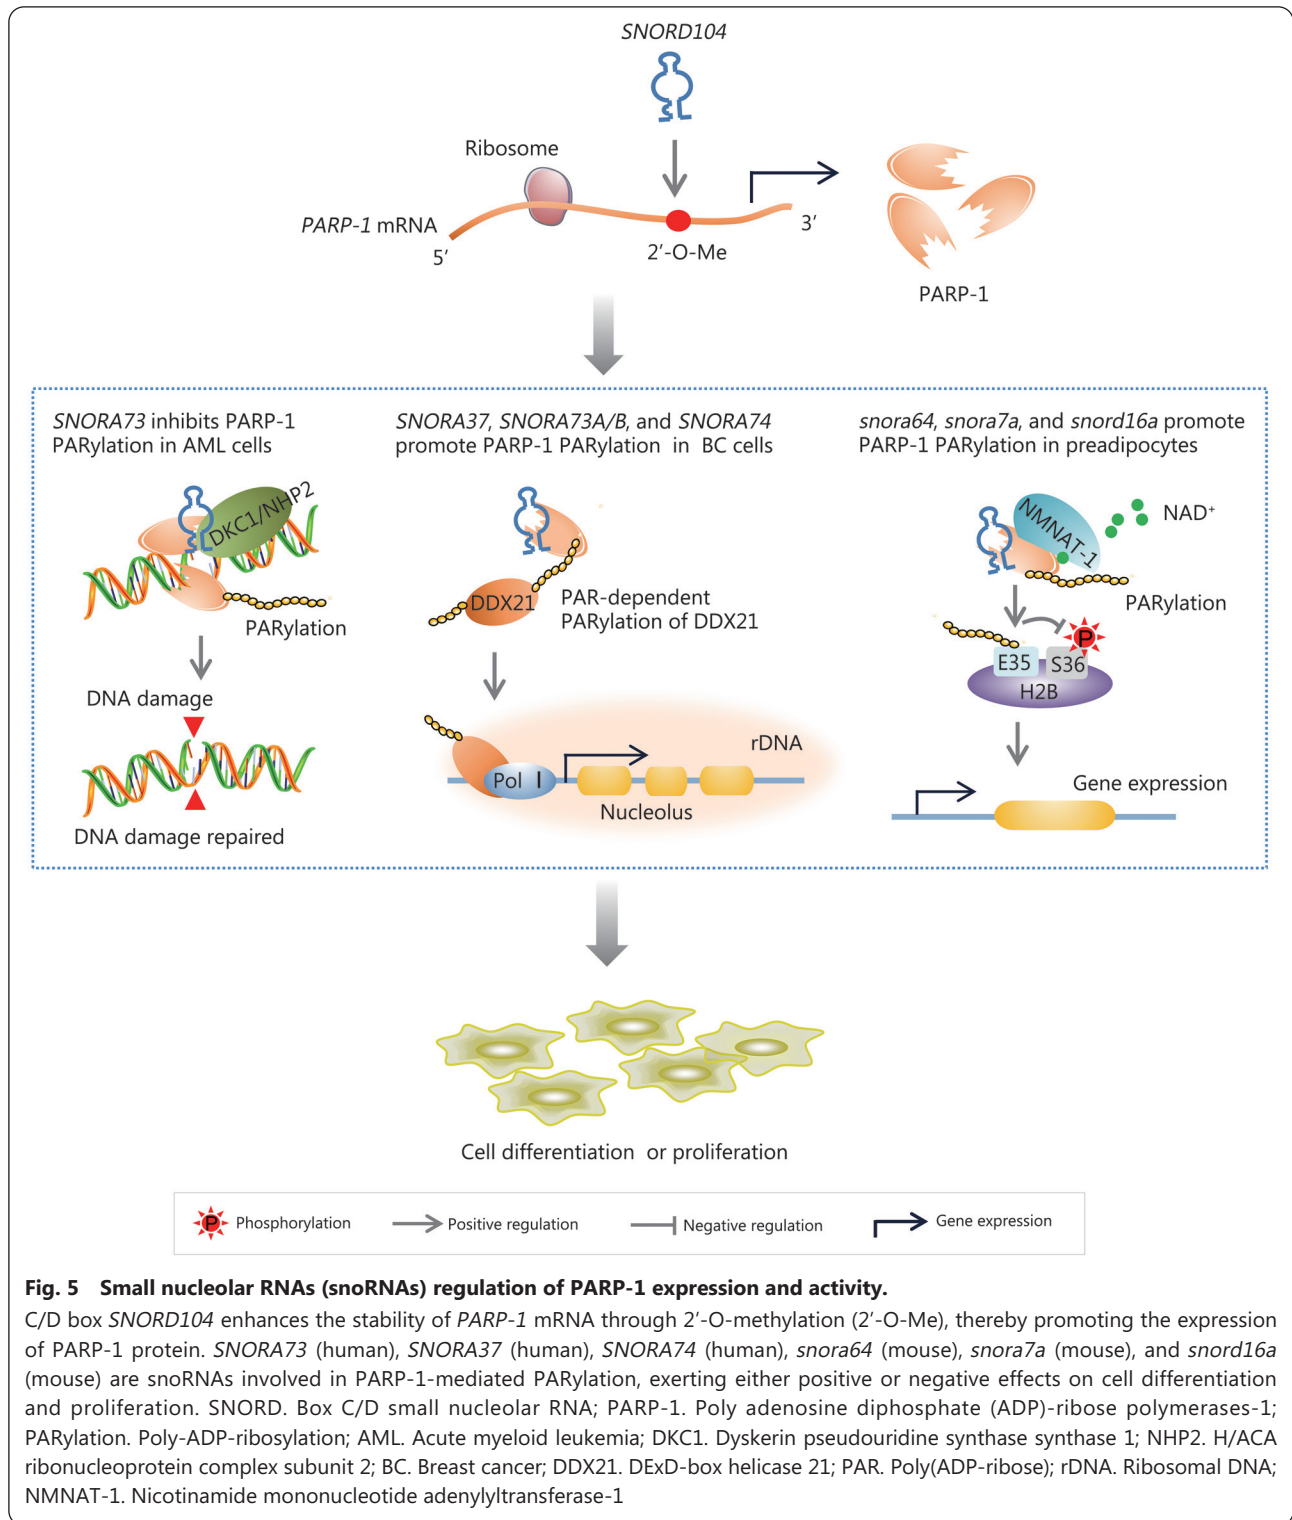 SNORD104
Ribosome
PARP-1 mRNA
5′
2′-O-Me
3′
PARP-1
SNORA73 inhibits PARP-1
PARylation in AML cells
DKC1/NHP2
PARylation
DNA damage
DNA damage repaired
SNORA37, SNORA73A/B, and SNORA74
promote PARP-1 PARylation in BC cells
DDX21
PAR-dependent
PARylation of DDX21
rDNA
Pol I
Nucleolus
snora64, snora7a, and snord16a promote
PARP-1 PARylation in preadipocytes
NMNAT-1
NAD+
PARylation
P
E35
S36
H2B
Gene expression
Cell differentiation or proliferation
P
Phosphorylation
Positive regulation
Negative regulation
Gene expression
Fig. 5 Small nucleolar RNAs (snoRNAs) regulation of PARP-1 expression and activity.
C/D box SNORD104 enhances the stability of PARP-1 mRNA through 2′-O-methylation (2′-O-Me), thereby promoting the expression
of PARP-1 protein. SNORA73 (human), SNORA37 (human), SNORA74 (human), snora64 (mouse), snora7a (mouse), and snord16a
(mouse) are snoRNAs involved in PARP-1-mediated PARylation, exerting either positive or negative effects on cell differentiation
and proliferation. SNORD. Box C/D small nucleolar RNA; PARP-1. Poly adenosine diphosphate (ADP)-ribose polymerases-1;
PARylation. Poly-ADP-ribosylation; AML. Acute myeloid leukemia; DKC1. Dyskerin pseudouridine synthase synthase 1; NHP2. H/ACA
ribonucleoprotein complex subunit 2; BC. Breast cancer; DDX21. DExD-box helicase 21; PAR. Poly(ADP-ribose); rDNA. Ribosomal DNA;
NMNAT-1. Nicotinamide mononucleotide adenylyltransferase-1